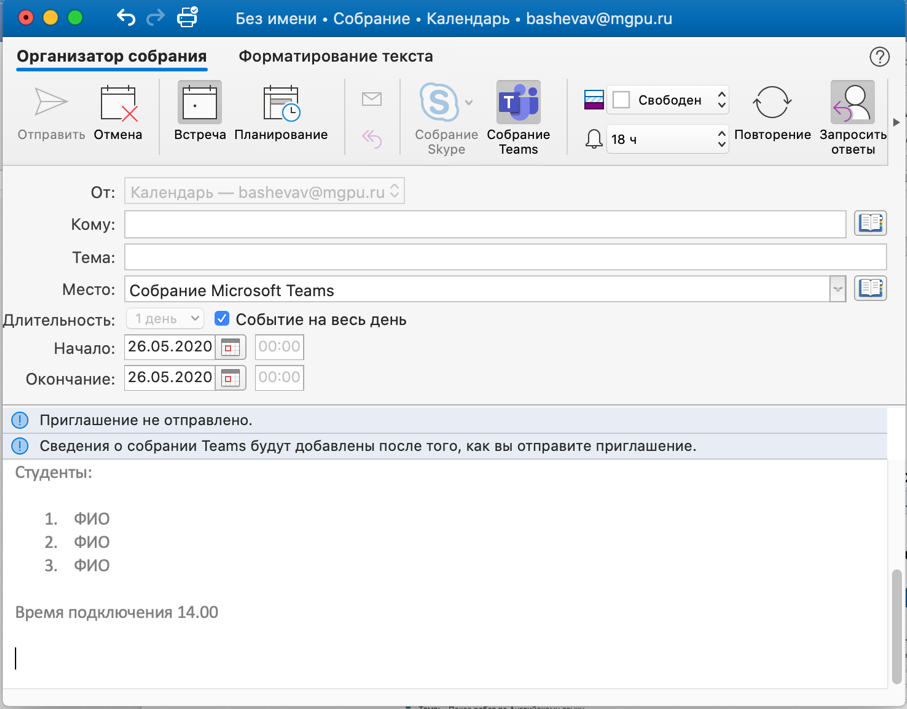 Без имени • Собрание • Календарь • bashevav@mgpu.ru
Организатор собрания Форматирование текста ?
Отправить Отмена Встреча Планирование Собрание Skype Собрание Teams Свободен 18 ч Повторение Запросить ответы
От: Календарь — bashevav@mgpu.ru
Кому:
Тема:
Место: Собрание Microsoft Teams
Длительность: 1 день Событие на весь день
Начало: 26.05.2020 00:00
Окончание: 26.05.2020 00:00
Приглашение не отправлено.
Сведения о собрании Teams будут добавлены после того, как вы отправите приглашение.
Студенты:
1. ФИО
2. ФИО
3. ФИО
Время подключения 14.00